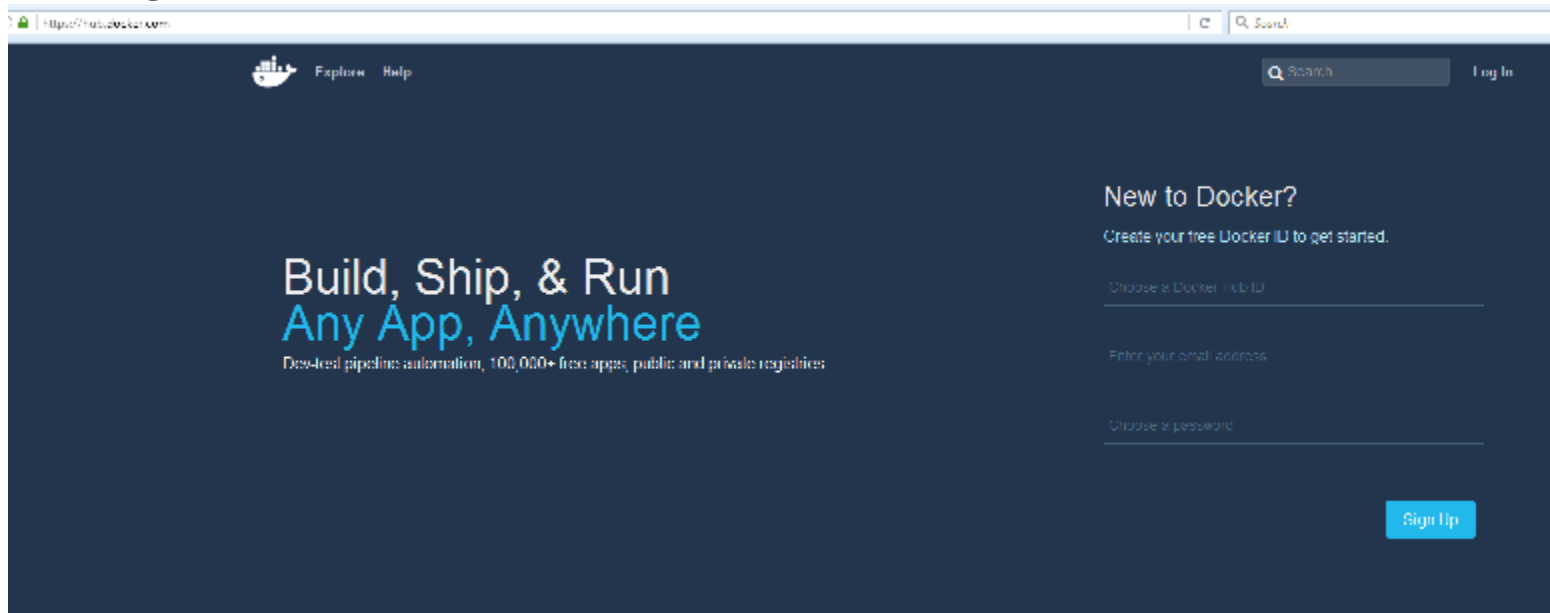 https://hub.docker.com
Search
Explore Help
Search
Log In
New to Docker?
Create your free Docker ID to get started.
Build, Ship, & Run
Any App, Anywhere
Dev-test pipeline automation, 100,000+ free apps, public and private registries
Choose a Docker Hub ID
Enter your email address
Choose a password
Sign Up